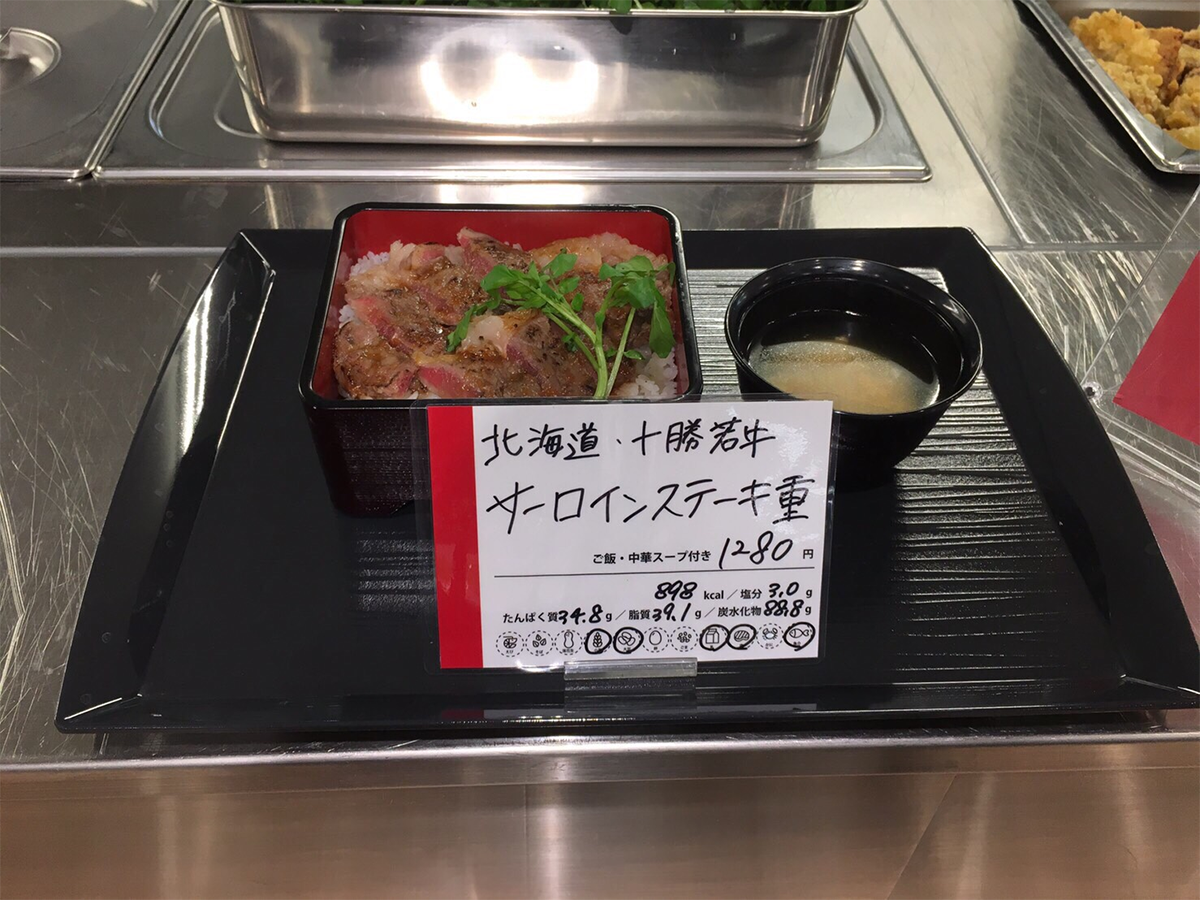 北海道・十勝若牛
サーロインステーキ重
ご飯・中華スープ付き 1280 円
898 kcal／塩分 3.0 g
たんぱく質 34.8 g／脂質 39.1 g／炭水化物 88.8 g